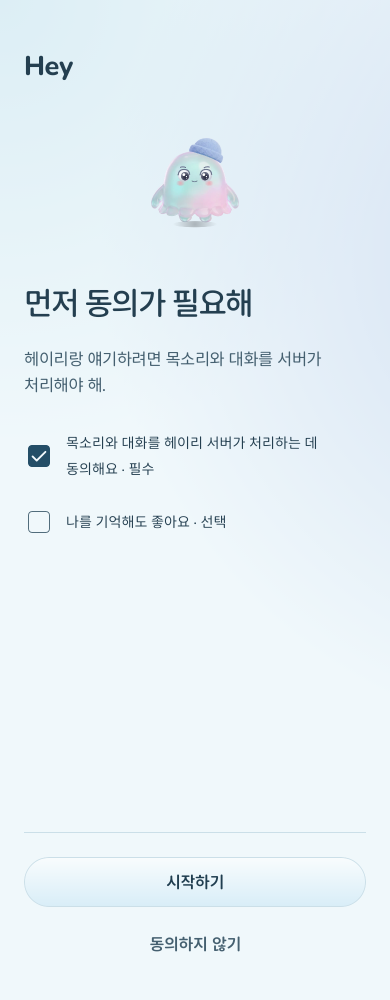 Hey
먼저 동의가 필요해
헤이리랑 얘기하려면 목소리와 대화를 서버가
처리해야 해.
목소리와 대화를 헤이리 서버가 처리하는 데
동의해요 · 필수
나를 기억해도 좋아요 · 선택
시작하기
동의하지 않기